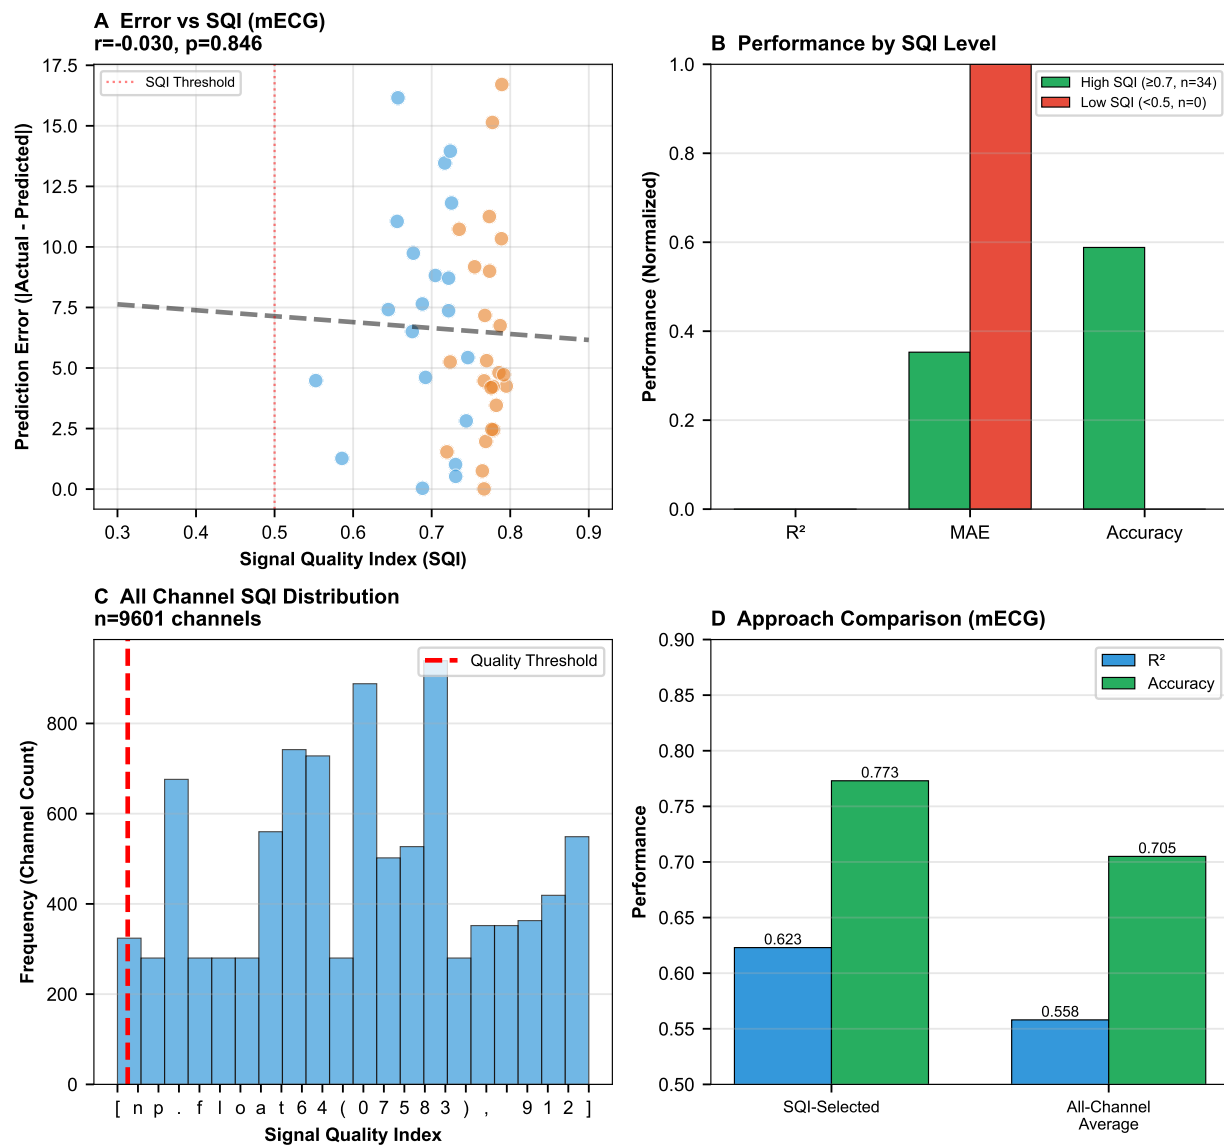 A  Error vs SQI (mECG)
r=-0.030, p=0.846
SQI Threshold
17.5
15.0
12.5
10.0
7.5
5.0
2.5
0.0
Prediction Error (|Actual - Predicted|)
0.3 0.4 0.5 0.6 0.7 0.8 0.9
Signal Quality Index (SQI)
B  Performance by SQI Level
High SQI (≥0.7, n=34)
Low SQI (<0.5, n=0)
1.0
0.8
0.6
0.4
0.2
0.0
Performance (Normalized)
R² MAE Accuracy
C  All Channel SQI Distribution
n=9601 channels
Quality Threshold
800
600
400
200
0
Frequency (Channel Count)
[ n p . f l o a t 6 4 ( 0 7 5 8 3 ) ,   9 1 2 ]
Signal Quality Index
D  Approach Comparison (mECG)
R²
Accuracy
0.90
0.85
0.80
0.75
0.70
0.65
0.60
0.55
0.50
Performance
0.773
0.705
0.623
0.558
SQI-Selected
All-Channel
Average